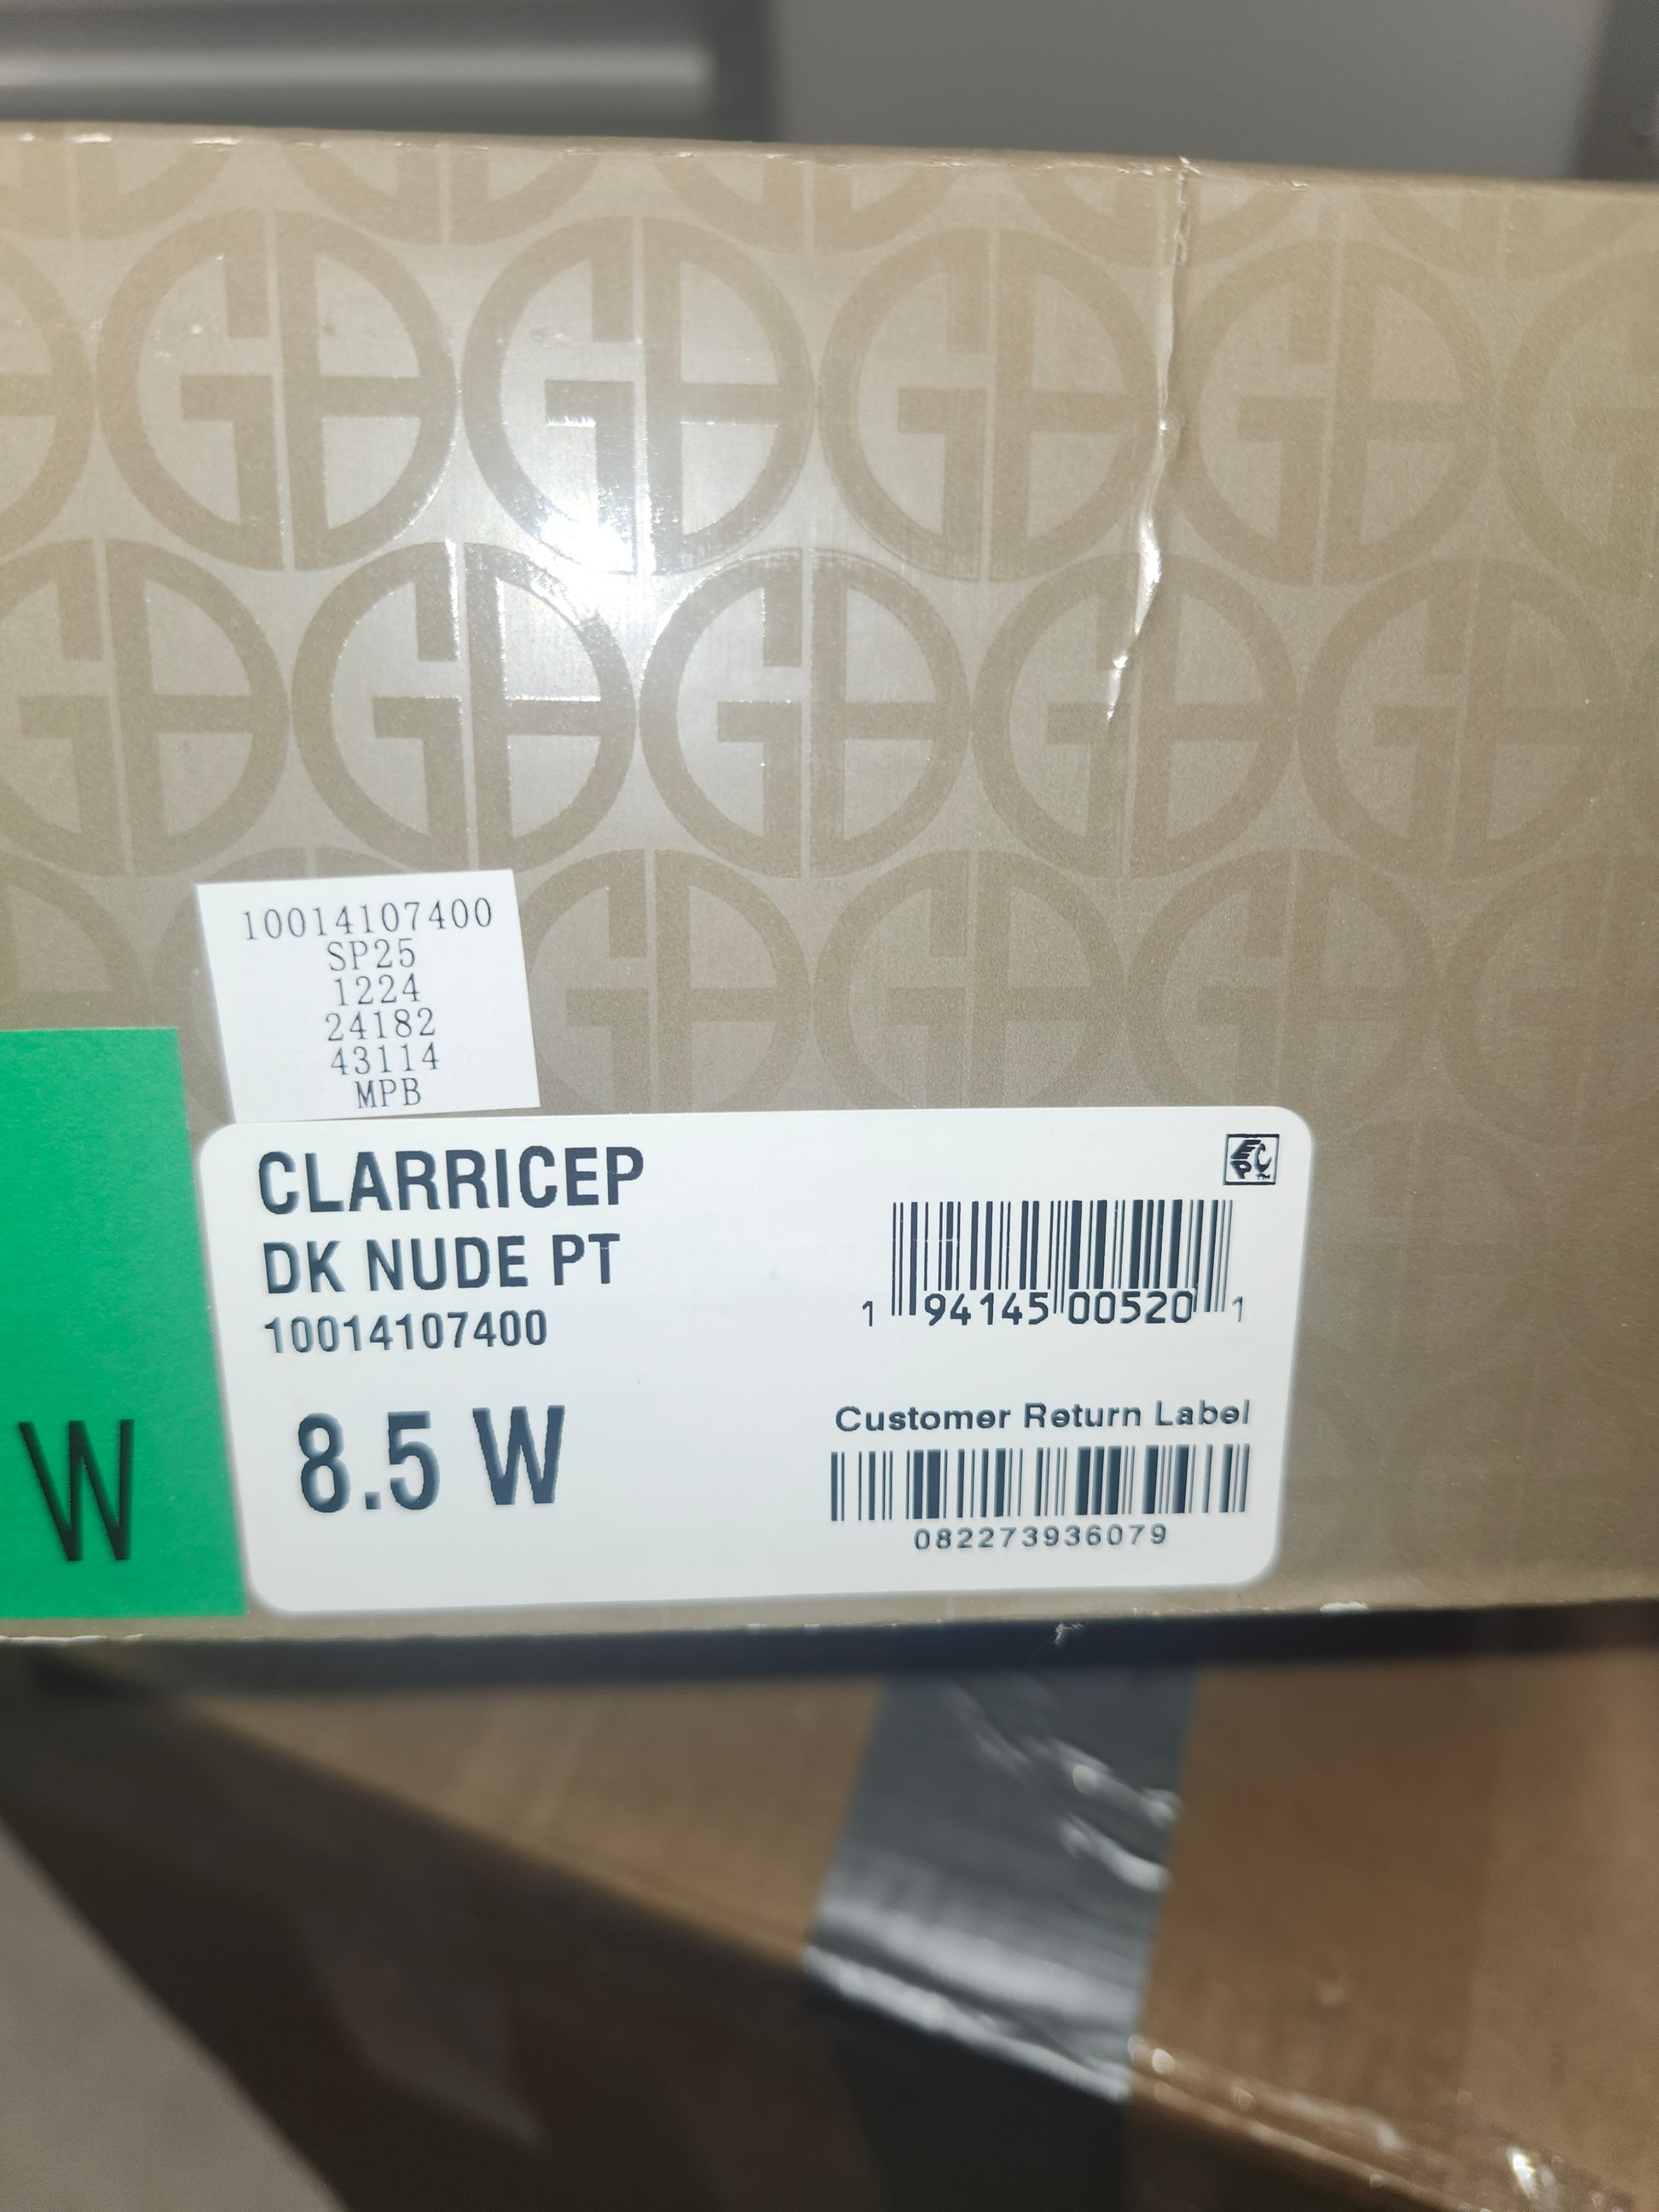 10014107400
SP25
1224
24182
43114
MPB
CLARRICEP
DK NUDE PT
10014107400
8.5 W
1 94145 00520 1
Customer Return Label
082273936079
W